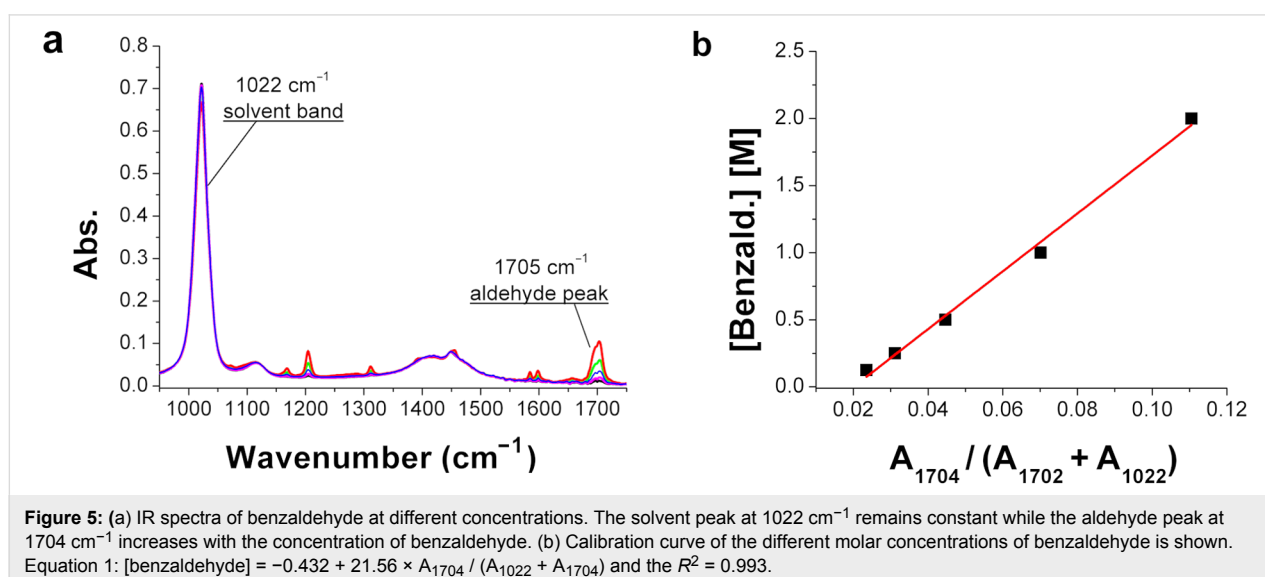 a
0.8
0.7
0.6
0.5
0.4
0.3
0.2
0.1
0.0
Abs.
1022 cm⁻¹
solvent band
1705 cm⁻¹
aldehyde peak
1000 1100 1200 1300 1400 1500 1600 1700
Wavenumber (cm⁻¹)
b
2.5
2.0
1.5
1.0
0.5
0.0
[Benzald.] [M]
0.02 0.04 0.06 0.08 0.10 0.12
A₁₇₀₄ / (A₁₇₀₂ + A₁₀₂₂)
Figure 5: (a) IR spectra of benzaldehyde at different concentrations. The solvent peak at 1022 cm⁻¹ remains constant while the aldehyde peak at
1704 cm⁻¹ increases with the concentration of benzaldehyde. (b) Calibration curve of the different molar concentrations of benzaldehyde is shown.
Equation 1: [benzaldehyde] = −0.432 + 21.56 × A₁₇₀₄ / (A₁₀₂₂ + A₁₇₀₄) and the R² = 0.993.